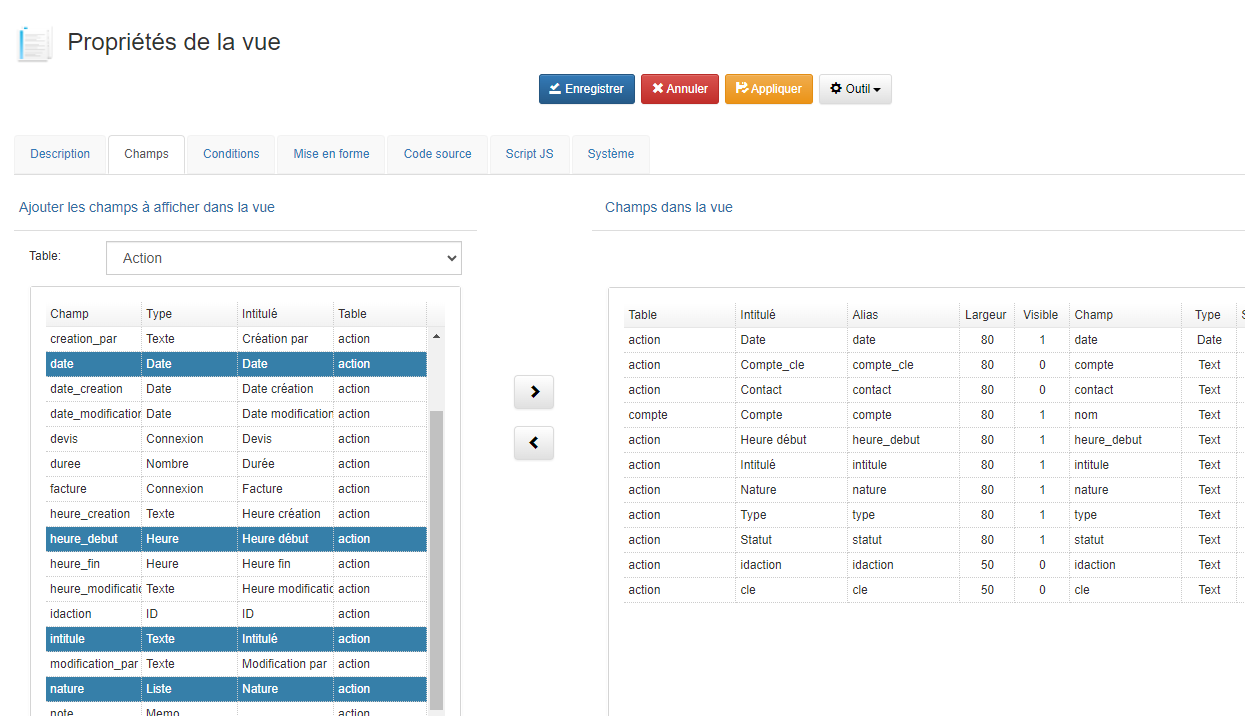 Propriétés de la vue
Enregistrer Annuler Appliquer Outil
Description Champs Conditions Mise en forme Code source Script JS Système
Ajouter les champs à afficher dans la vue
Table: Action
Champ Type Intitulé Table
creation_par Texte Création par action
date Date Date action
date_creation Date Date création action
date_modification Date Date modification action
devis Connexion Devis action
duree Nombre Durée action
facture Connexion Facture action
heure_creation Texte Heure création action
heure_debut Heure Heure début action
heure_fin Heure Heure fin action
heure_modificatio Texte Heure modificatio action
idaction ID ID action
intitule Texte Intitulé action
modification_par Texte Modification par action
nature Liste Nature action
note Memo action
Champs dans la vue
Table Intitulé Alias Largeur Visible Champ Type S
action Date date 80 1 date Date
action Compte_cle compte_cle 80 0 compte Text
action Contact contact 80 0 contact Text
compte Compte compte 80 1 nom Text
action Heure début heure_debut 80 1 heure_debut Text
action Intitulé intitule 80 1 intitule Text
action Nature nature 80 1 nature Text
action Type type 80 1 type Text
action Statut statut 80 1 statut Text
action idaction idaction 50 0 idaction Text
action cle cle 50 0 cle Text